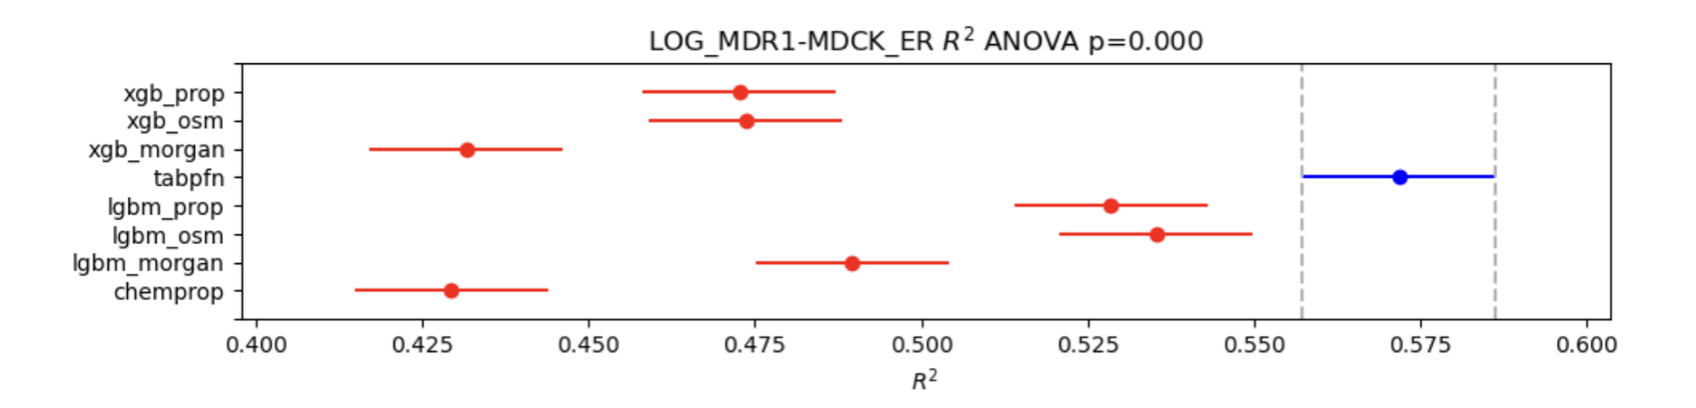 LOG_MDR1-MDCK_ER R² ANOVA p=0.000
xgb_prop
xgb_osm
xgb_morgan
tabpfn
lgbm_prop
lgbm_osm
lgbm_morgan
chemprop
0.400 0.425 0.450 0.475 0.500 0.525 0.550 0.575 0.600
R²